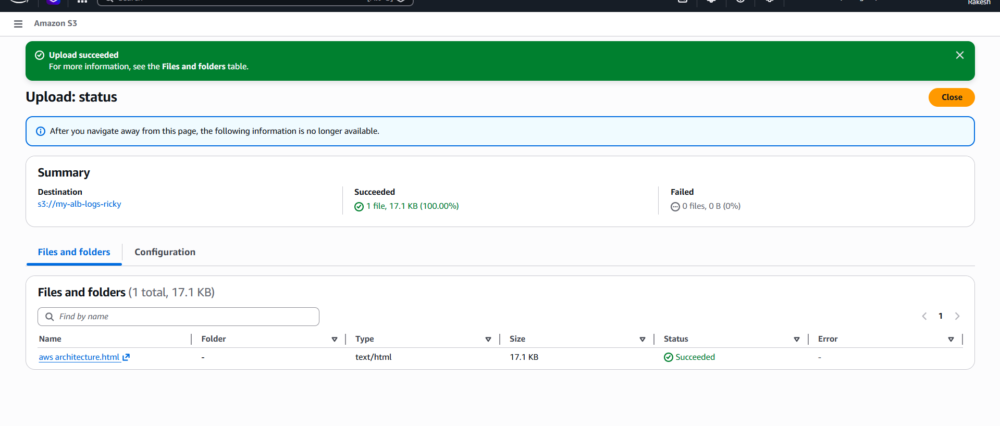 Rakesh
Amazon S3
Upload succeeded
For more information, see the Files and folders table.
Upload: status
Close
After you navigate away from this page, the following information is no longer available.
Summary
Destination
s3://my-alb-logs-ricky
Succeeded
1 file, 17.1 KB (100.00%)
Failed
0 files, 0 B (0%)
Files and folders
Configuration
Files and folders (1 total, 17.1 KB)
Find by name
1
Name Folder Type Size Status Error
aws architecture.html - text/html 17.1 KB Succeeded -